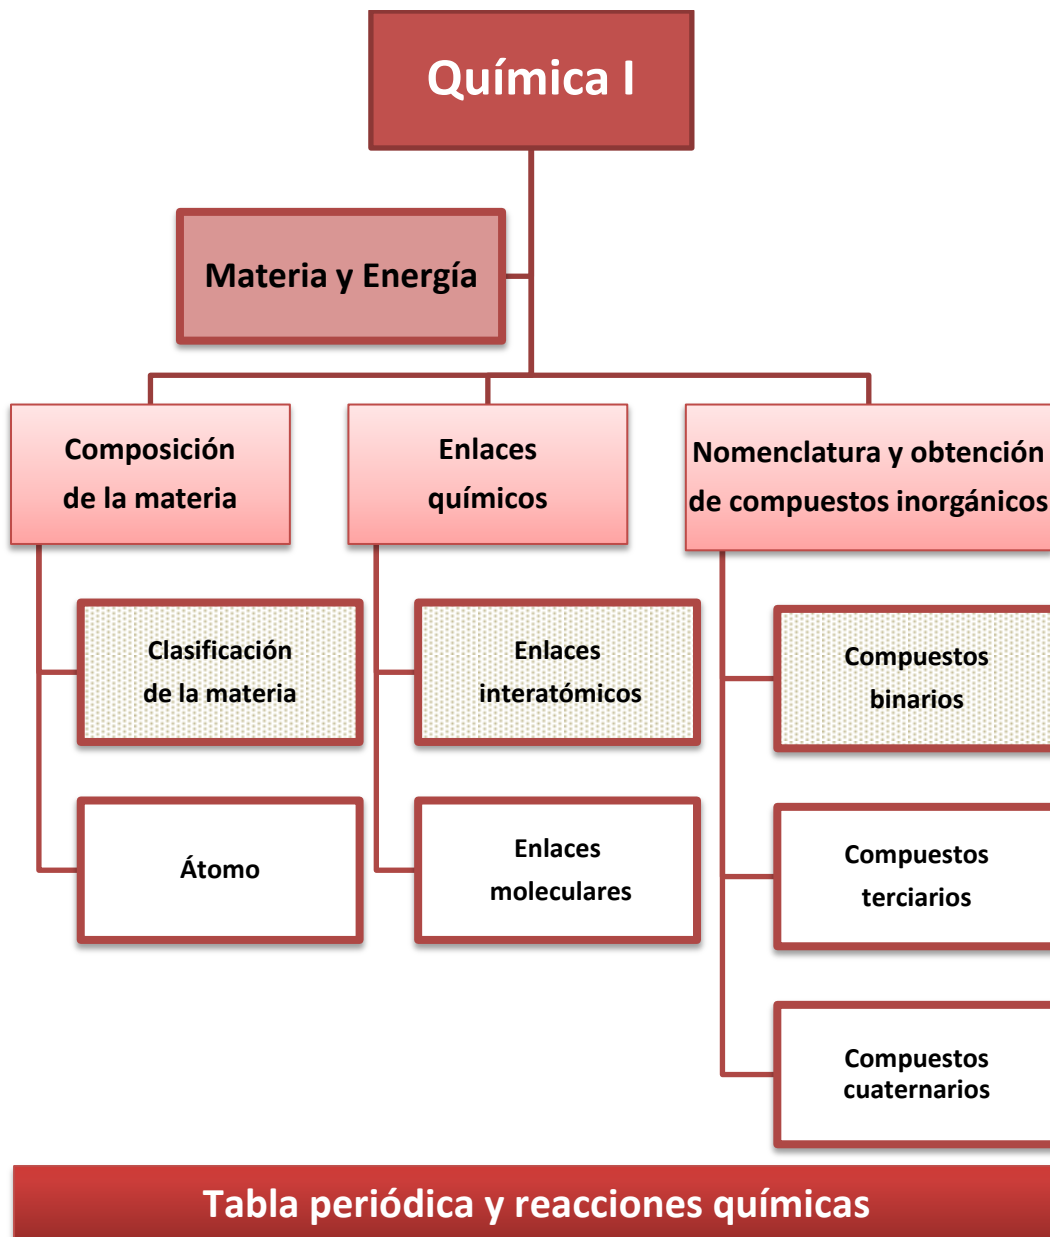 Química I
Materia y Energía
Composición
de la materia
Enlaces
químicos
Nomenclatura y obtención
de compuestos inorgánicos
Clasificación
de la materia
Enlaces
interatómicos
Compuestos
binarios
Átomo
Enlaces
moleculares
Compuestos
terciarios
Compuestos
cuaternarios
Tabla periódica y reacciones químicas